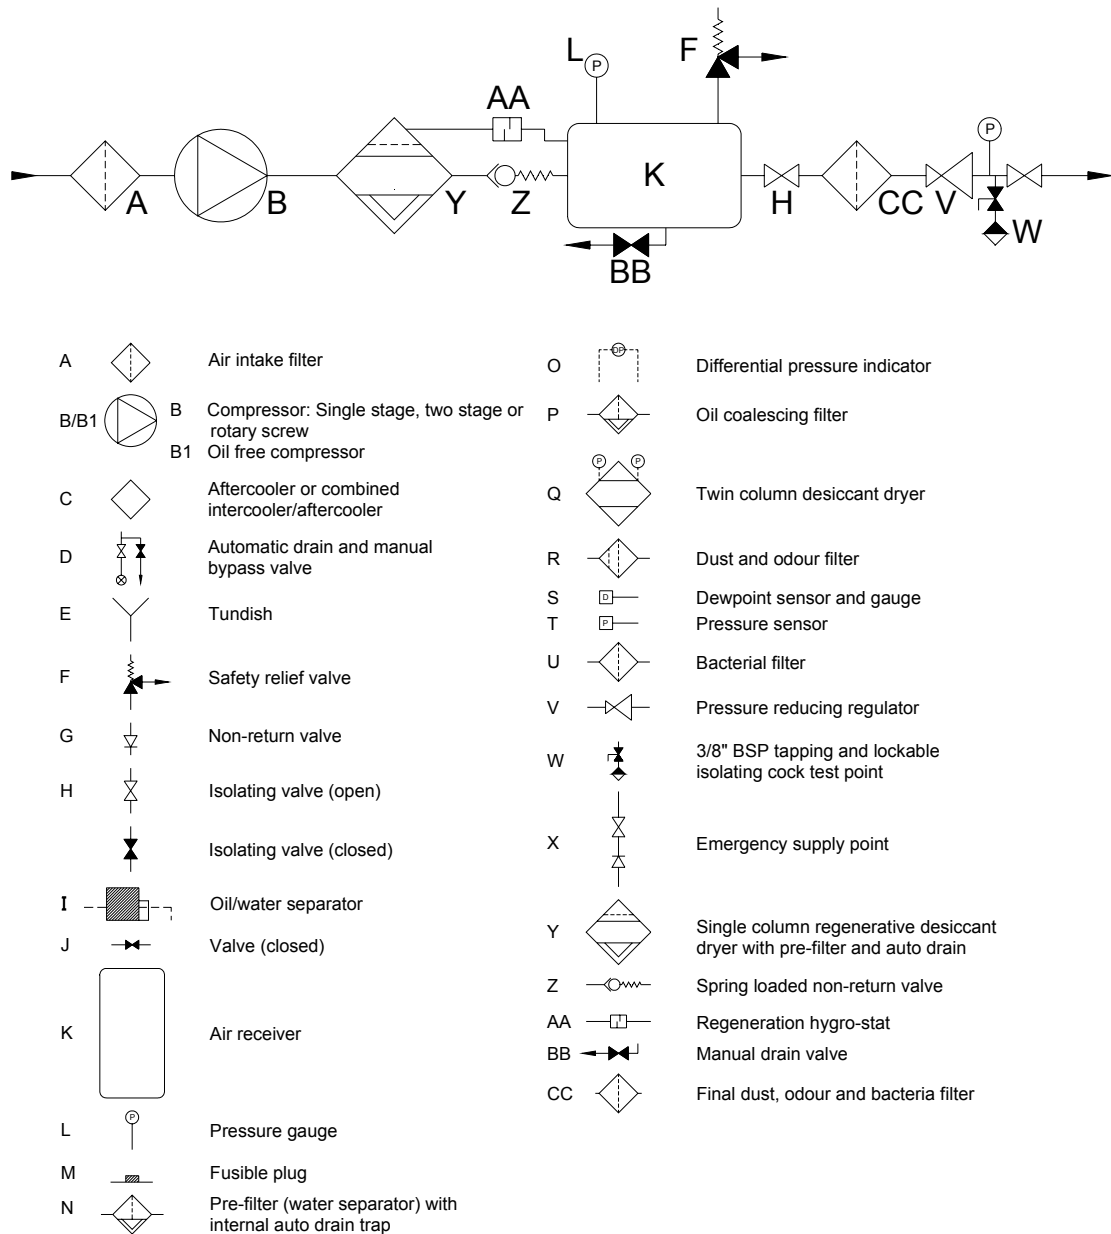 L
P
F
AA
P
K
A
B
Y
Z
H
CC
V
W
BB
A
Air intake filter
B/B1
B
Compressor: Single stage, two stage or
rotary screw
B1
Oil free compressor
C
Aftercooler or combined
intercooler/aftercooler
D
Automatic drain and manual
bypass valve
E
Tundish
F
Safety relief valve
G
Non-return valve
H
Isolating valve (open)
Isolating valve (closed)
I
Oil/water separator
J
Valve (closed)
K
Air receiver
L
P
Pressure gauge
M
Fusible plug
N
Pre-filter (water separator) with
internal auto drain trap
O
DP
Differential pressure indicator
P
Oil coalescing filter
P
P
Q
Twin column desiccant dryer
R
Dust and odour filter
S
D
Dewpoint sensor and gauge
T
P
Pressure sensor
U
Bacterial filter
V
Pressure reducing regulator
W
3/8" BSP tapping and lockable
isolating cock test point
X
Emergency supply point
Y
Single column regenerative desiccant
dryer with pre-filter and auto drain
Z
Spring loaded non-return valve
AA
Regeneration hygro-stat
BB
Manual drain valve
CC
Final dust, odour and bacteria filter